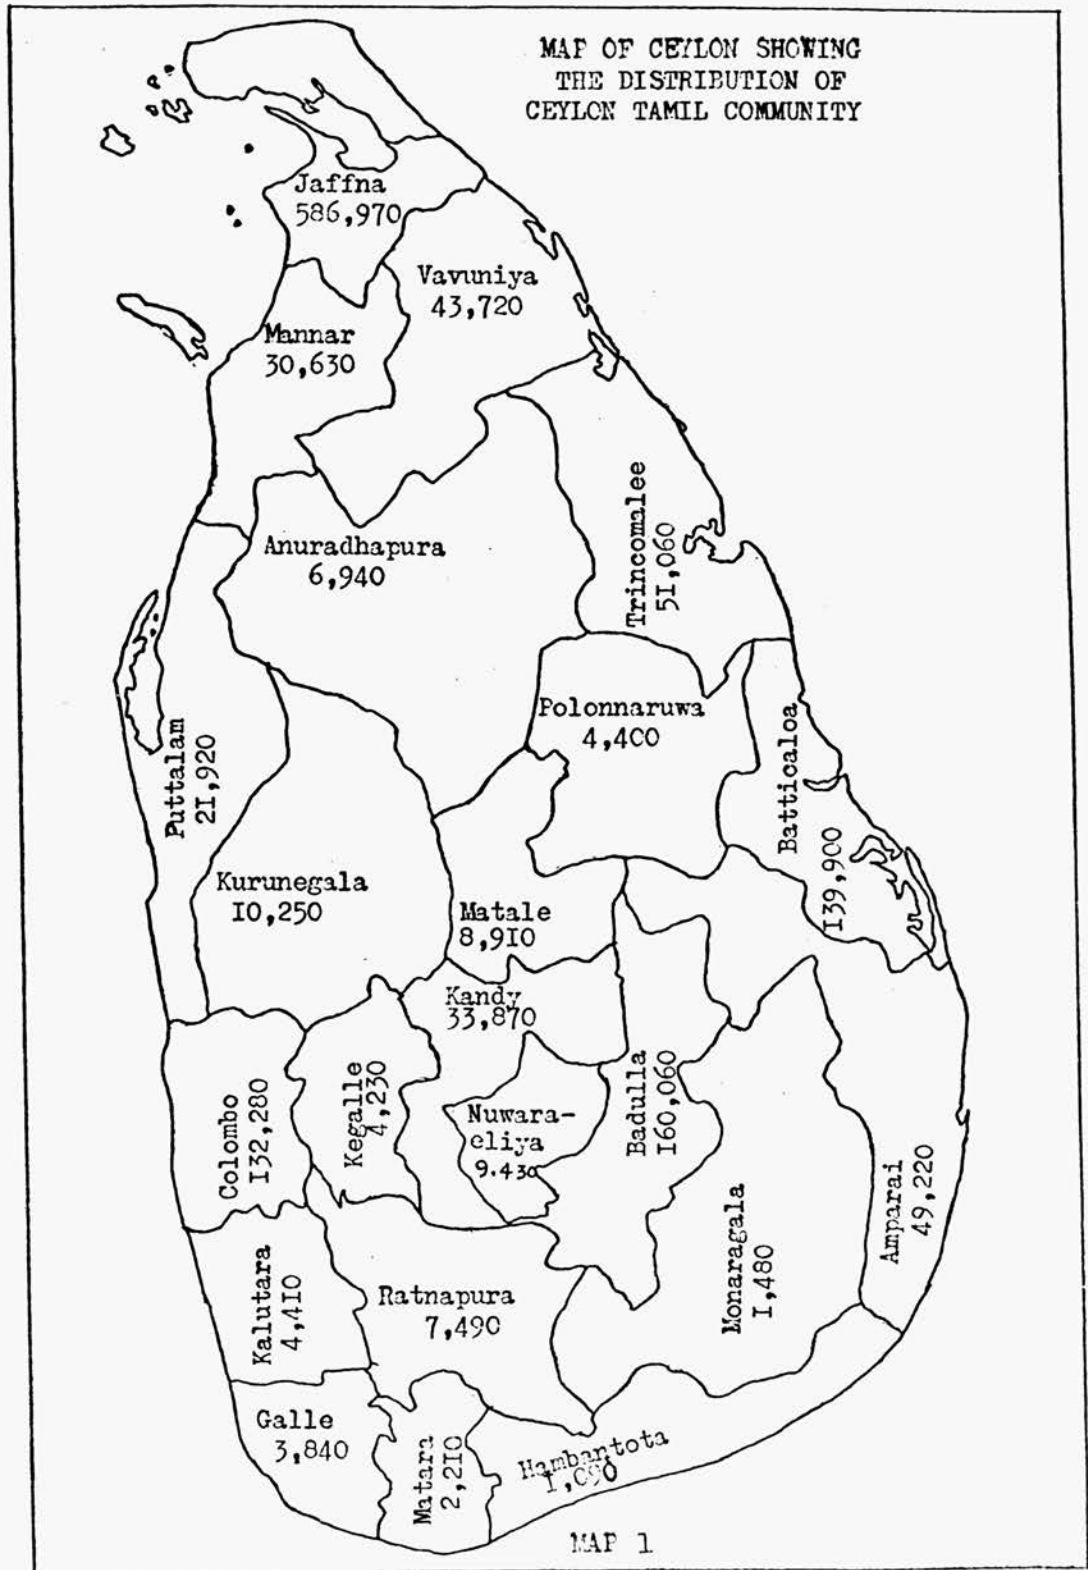 MAP OF CEYLON SHOWING
THE DISTRIBUTION OF
CEYLON TAMIL COMMUNITY
Jaffna
586,970
Vavuniya
43,720
Mannar
30,630
Anuradhapura
6,940
Trincomalee
51,060
Polonnaruwa
4,400
Batticaloa
139,900
Puttalam
21,920
Kurunegala
10,250
Matale
8,910
Kandy
33,870
Kegalle
4,230
Nuwara-
eliya
9.430
Badulla
160,060
Colombo
132,280
Amparai
49,220
Monaragala
1,480
Kalutara
4,410
Ratnapura
7,490
Galle
3,840
Matara
2,210
Hambantota
1,090
MAP 1